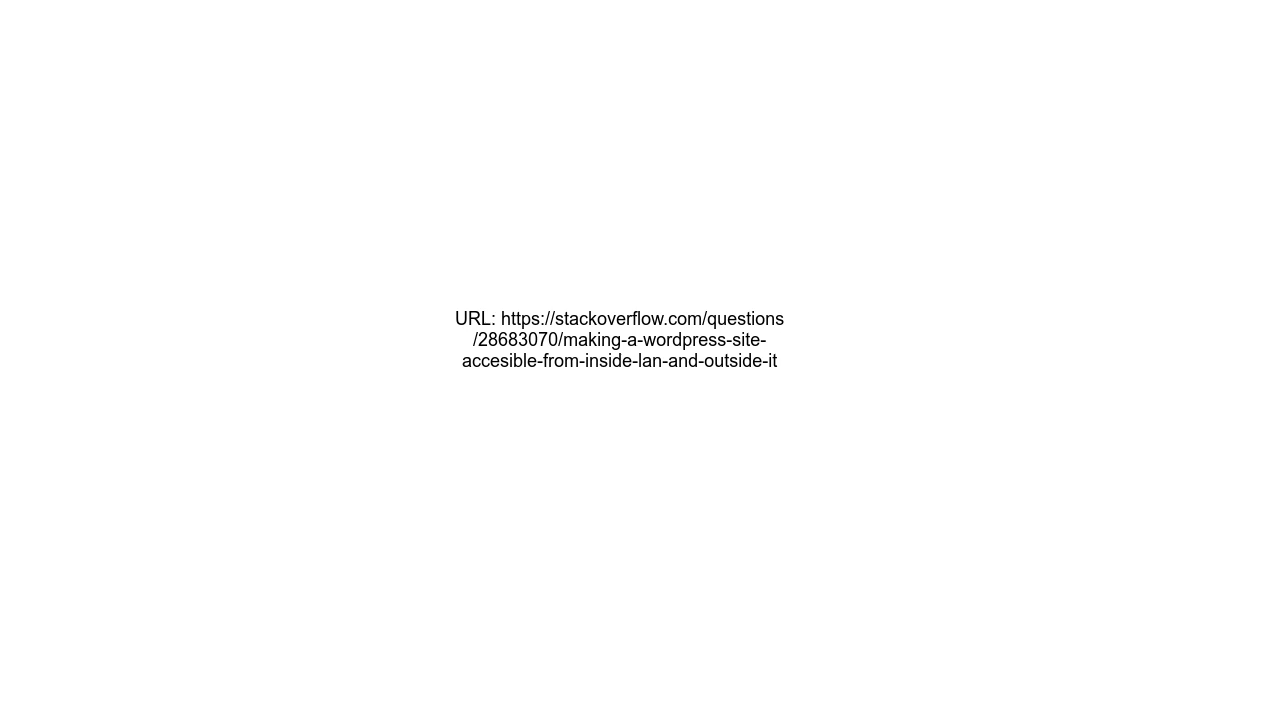 URL: https://stackoverflow.com/questions
/28683070/making-a-wordpress-site-
accesible-from-inside-lan-and-outside-it